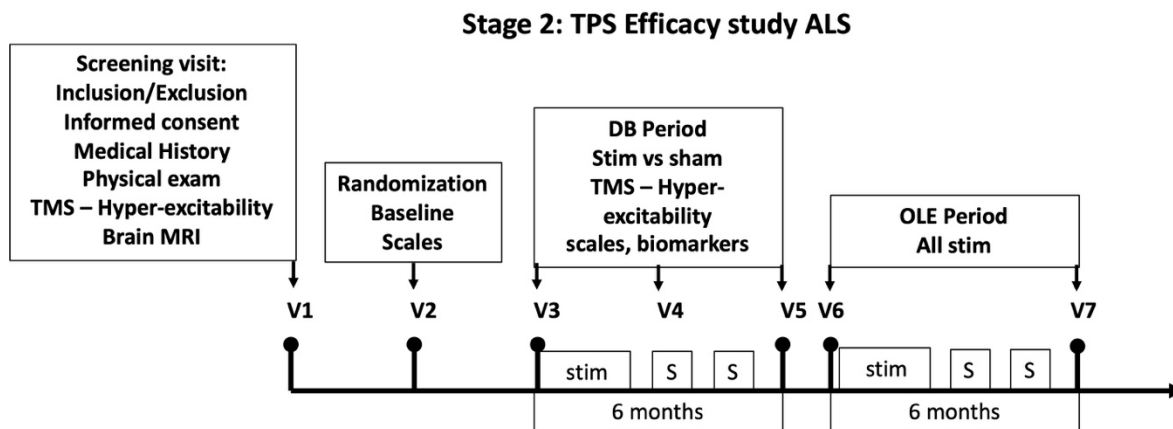 Stage 2: TPS Efficacy study ALS
Screening visit:
Inclusion/Exclusion
Informed consent
Medical History
Physical exam
TMS – Hyper-excitability
Brain MRI
Randomization
Baseline
Scales
DB Period
Stim vs sham
TMS – Hyper-
excitability
scales, biomarkers
OLE Period
All stim
V1
V2
V3
V4
V5
V6
V7
stim
S
S
stim
S
S
6 months
6 months